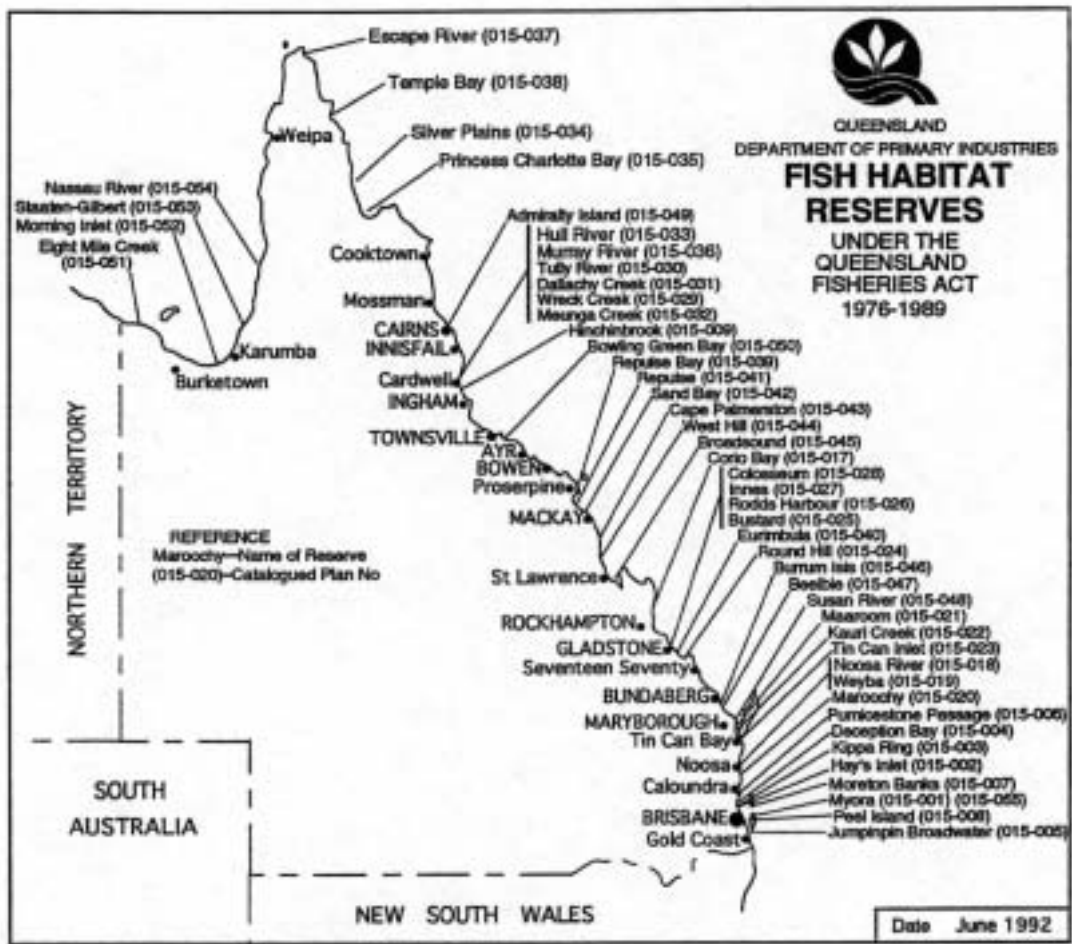 Escape River (015-037)
Temple Bay (015-038)
Weipa
Silver Plains (015-034)
Princess Charlotte Bay (015-035)
QUEENSLAND
DEPARTMENT OF PRIMARY INDUSTRIES
FISH HABITAT
RESERVES
UNDER THE
QUEENSLAND
FISHERIES ACT
1976-1989
Nassau River (015-054)
Staaten-Gilbert (015-053)
Morning Inlet (015-052)
Eight Mile Creek
(015-051)
Admiralty Island (015-049)
Hull River (015-033)
Murray River (015-036)
Tully River (015-030)
Dallachy Creek (015-031)
Wreck Creek (015-029)
Meunga Creek (015-032)
Hinchinbrook (015-009)
Bowling Green Bay (015-050)
Repulse Bay (015-039)
Repulse (015-041)
Sand Bay (015-042)
Cape Palmerston (015-043)
West Hill (015-044)
Broadsound (015-045)
Corio Bay (015-017)
Colosseum (015-028)
Innes (015-027)
Rodds Harbour (015-026)
Bustard (015-025)
Eurimbula (015-040)
Round Hill (015-024)
Burrum Isis (015-046)
Beelbie (015-047)
Susan River (015-048)
Maaroom (015-021)
Kauri Creek (015-022)
Tin Can Inlet (015-023)
Noosa River (015-018)
Weyba (015-019)
Maroochy (015-020)
Pumicestone Passage (015-006)
Deception Bay (015-004)
Kippa Ring (015-003)
Hay's Inlet (015-002)
Moreton Banks (015-007)
Myora (015-001) (015-055)
Peel Island (015-008)
Jumpinpin Broadwater (015-005)
Cooktown
Mossman
CAIRNS
INNISFAIL
Cardwell
INGHAM
TOWNSVILLE
AYR
BOWEN
Proserpine
MACKAY
St Lawrence
ROCKHAMPTON
GLADSTONE
Seventeen Seventy
BUNDABERG
MARYBOROUGH
Tin Can Bay
Noosa
Caloundra
BRISBANE
Gold Coast
Karumba
Burketown
NORTHERN TERRITORY
REFERENCE
Maroochy—Name of Reserve
(015-020)—Catalogued Plan No
SOUTH
AUSTRALIA
NEW SOUTH WALES
Date June 1992